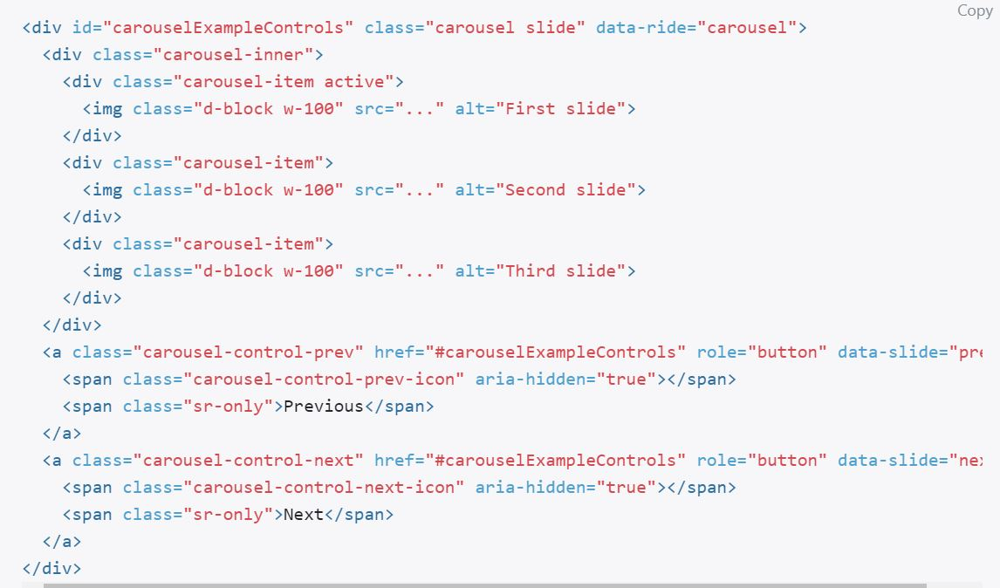 Copy
<div id="carouselExampleControls" class="carousel slide" data-ride="carousel">
  <div class="carousel-inner">
    <div class="carousel-item active">
      <img class="d-block w-100" src="..." alt="First slide">
    </div>
    <div class="carousel-item">
      <img class="d-block w-100" src="..." alt="Second slide">
    </div>
    <div class="carousel-item">
      <img class="d-block w-100" src="..." alt="Third slide">
    </div>
  </div>
  <a class="carousel-control-prev" href="#carouselExampleControls" role="button" data-slide="pre
    <span class="carousel-control-prev-icon" aria-hidden="true"></span>
    <span class="sr-only">Previous</span>
  </a>
  <a class="carousel-control-next" href="#carouselExampleControls" role="button" data-slide="nex
    <span class="carousel-control-next-icon" aria-hidden="true"></span>
    <span class="sr-only">Next</span>
  </a>
</div>